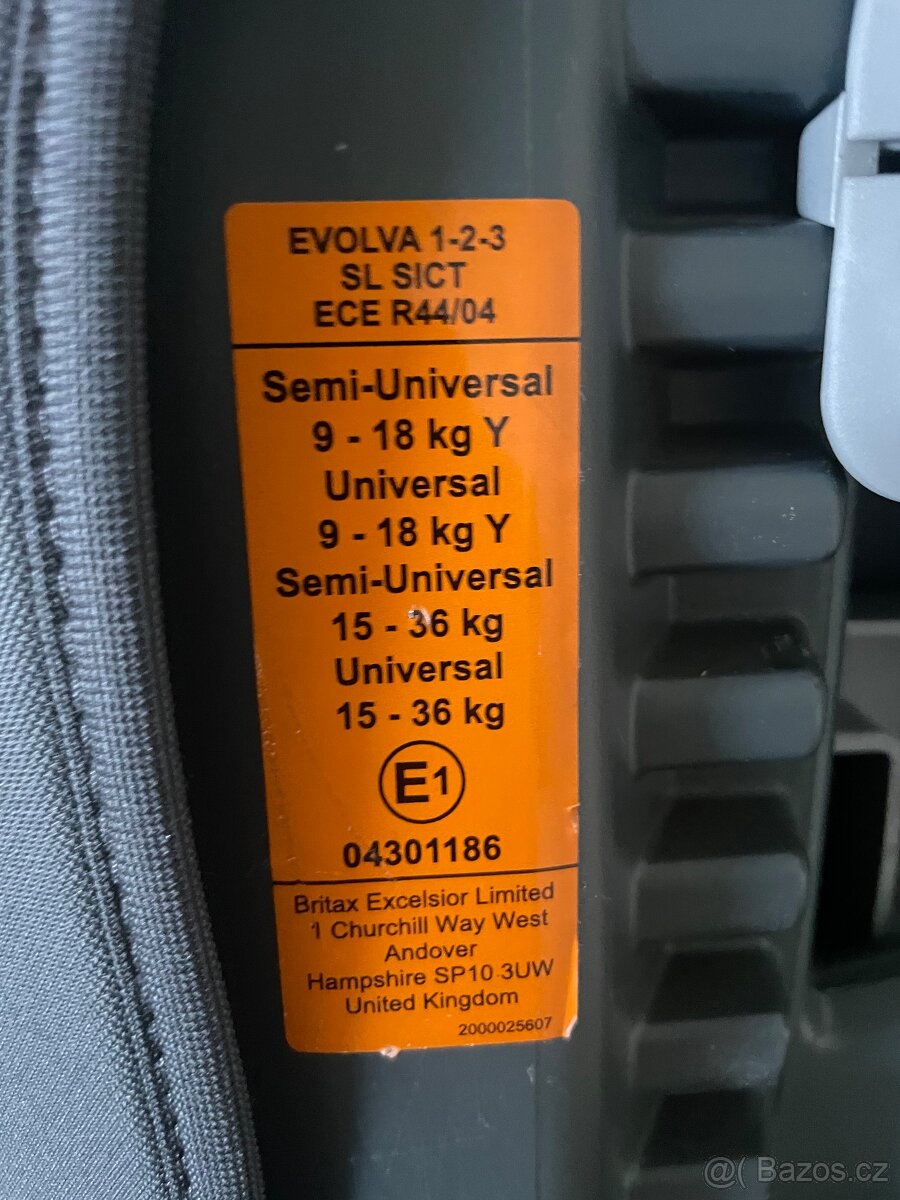 EVOLVA 1-2-3
SL SICT
ECE R44/04
Semi-Universal
9 - 18 kg Y
Universal
9 - 18 kg Y
Semi-Universal
15 - 36 kg
Universal
15 - 36 kg
E1
04301186
Britax Excelsior Limited
1 Churchill Way West
Andover
Hampshire SP10 3UW
United Kingdom
2000025607
@( Bazos.cz